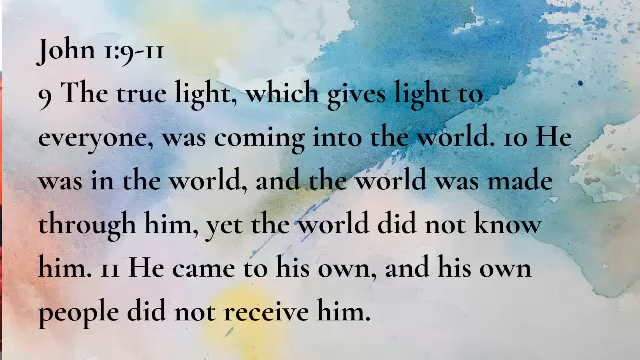 John 1:9-11
9 The true light, which gives light to
everyone, was coming into the world. 10 He
was in the world, and the world was made
through him, yet the world did not know
him. 11 He came to his own, and his own
people did not receive him.